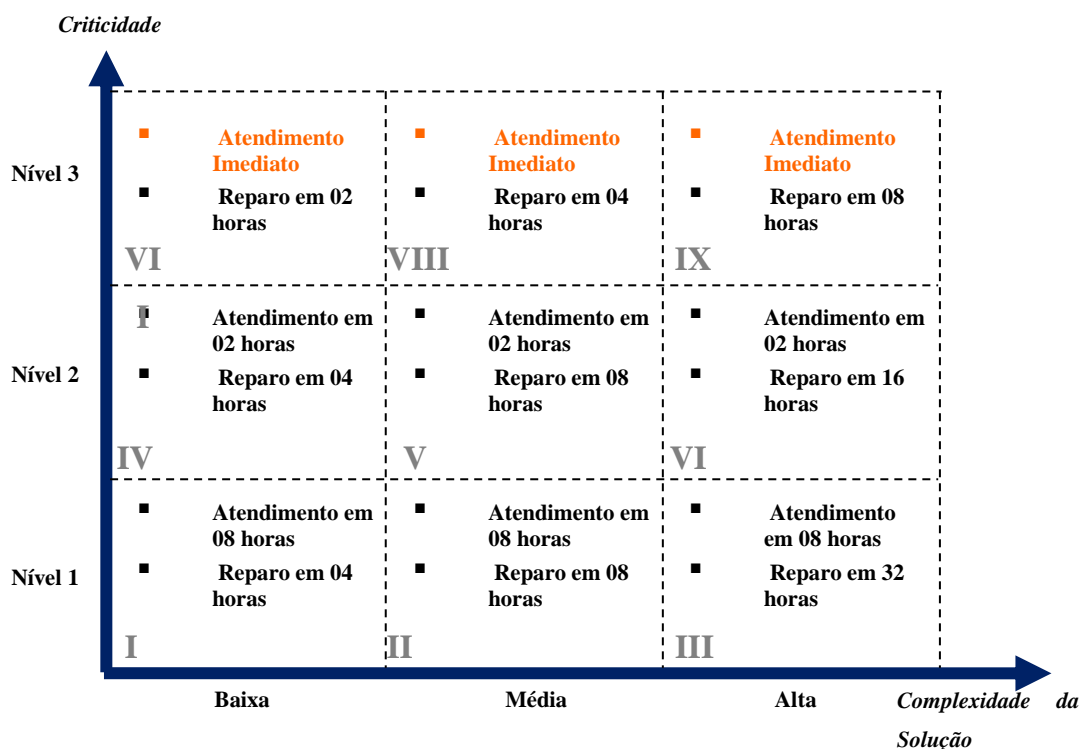 Criticidade
Nível 3
Atendimento
Imediato
Reparo em 02
horas
VI
Atendimento
Imediato
Reparo em 04
horas
VIII
Atendimento
Imediato
Reparo em 08
horas
IX
Nível 2
I
Atendimento em
02 horas
Reparo em 04
horas
IV
Atendimento em
02 horas
Reparo em 08
horas
V
Atendimento em
02 horas
Reparo em 16
horas
VI
Nível 1
Atendimento em
08 horas
Reparo em 04
horas
I
Atendimento em
08 horas
Reparo em 08
horas
II
Atendimento
em 08 horas
Reparo em 32
horas
III
Baixa
Média
Alta
Complexidade da
Solução